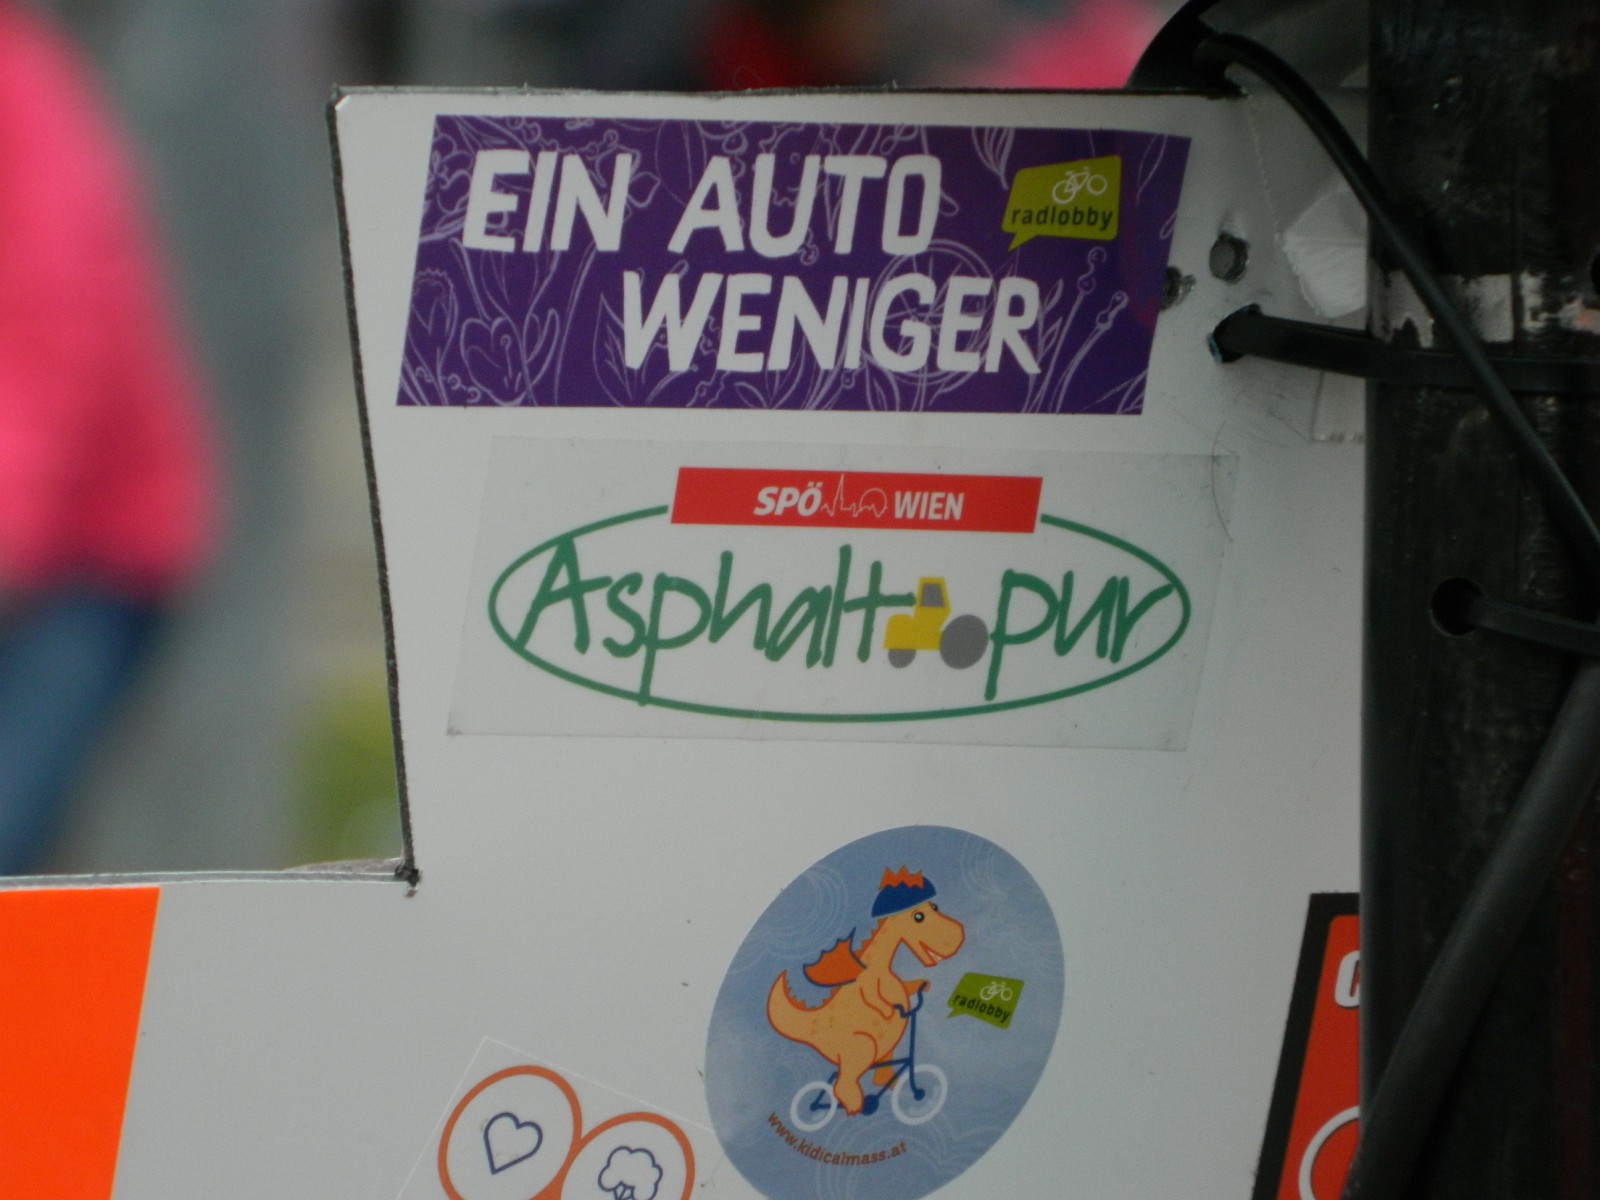 EIN AUTO
WENIGER
radlobby
SPÖ WIEN
Asphalt pur
radlobby
www.kidicalmass.at